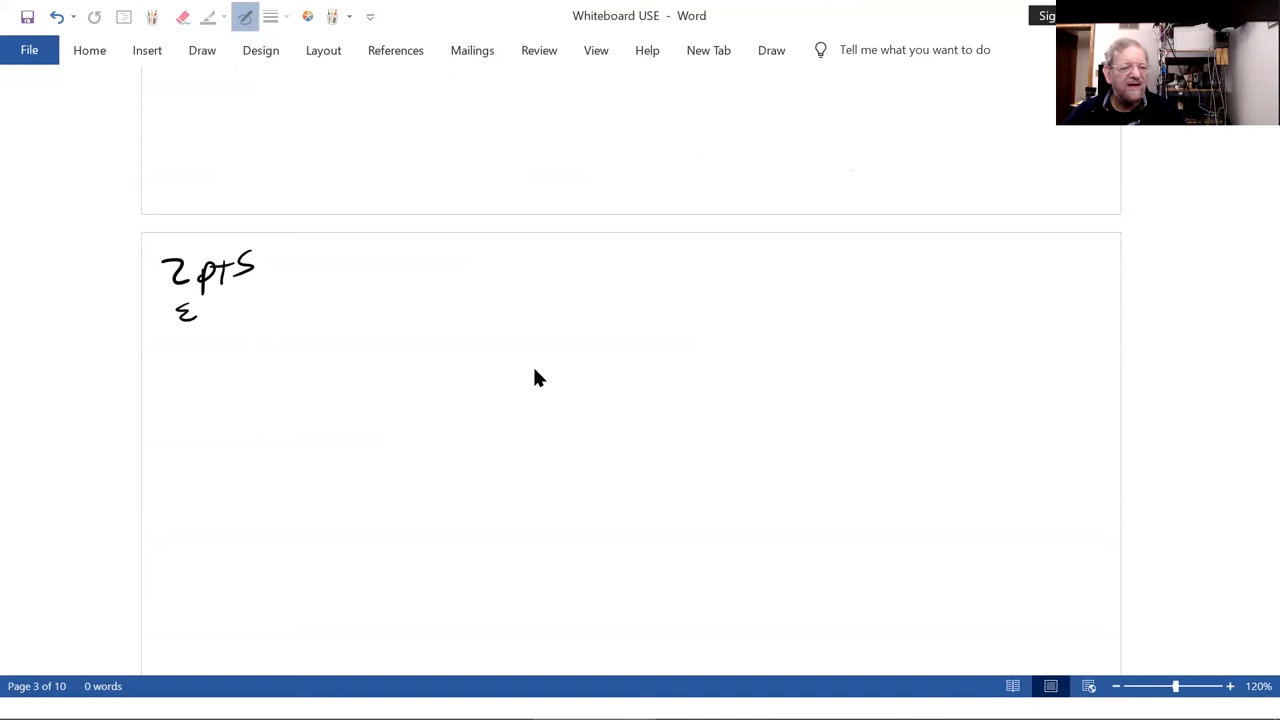 Whiteboard USE - Word
Sig
File Home Insert Draw Design Layout References Mailings Review View Help New Tab Draw Tell me what you want to do
2 pts
ε
Page 3 of 10 0 words 120%